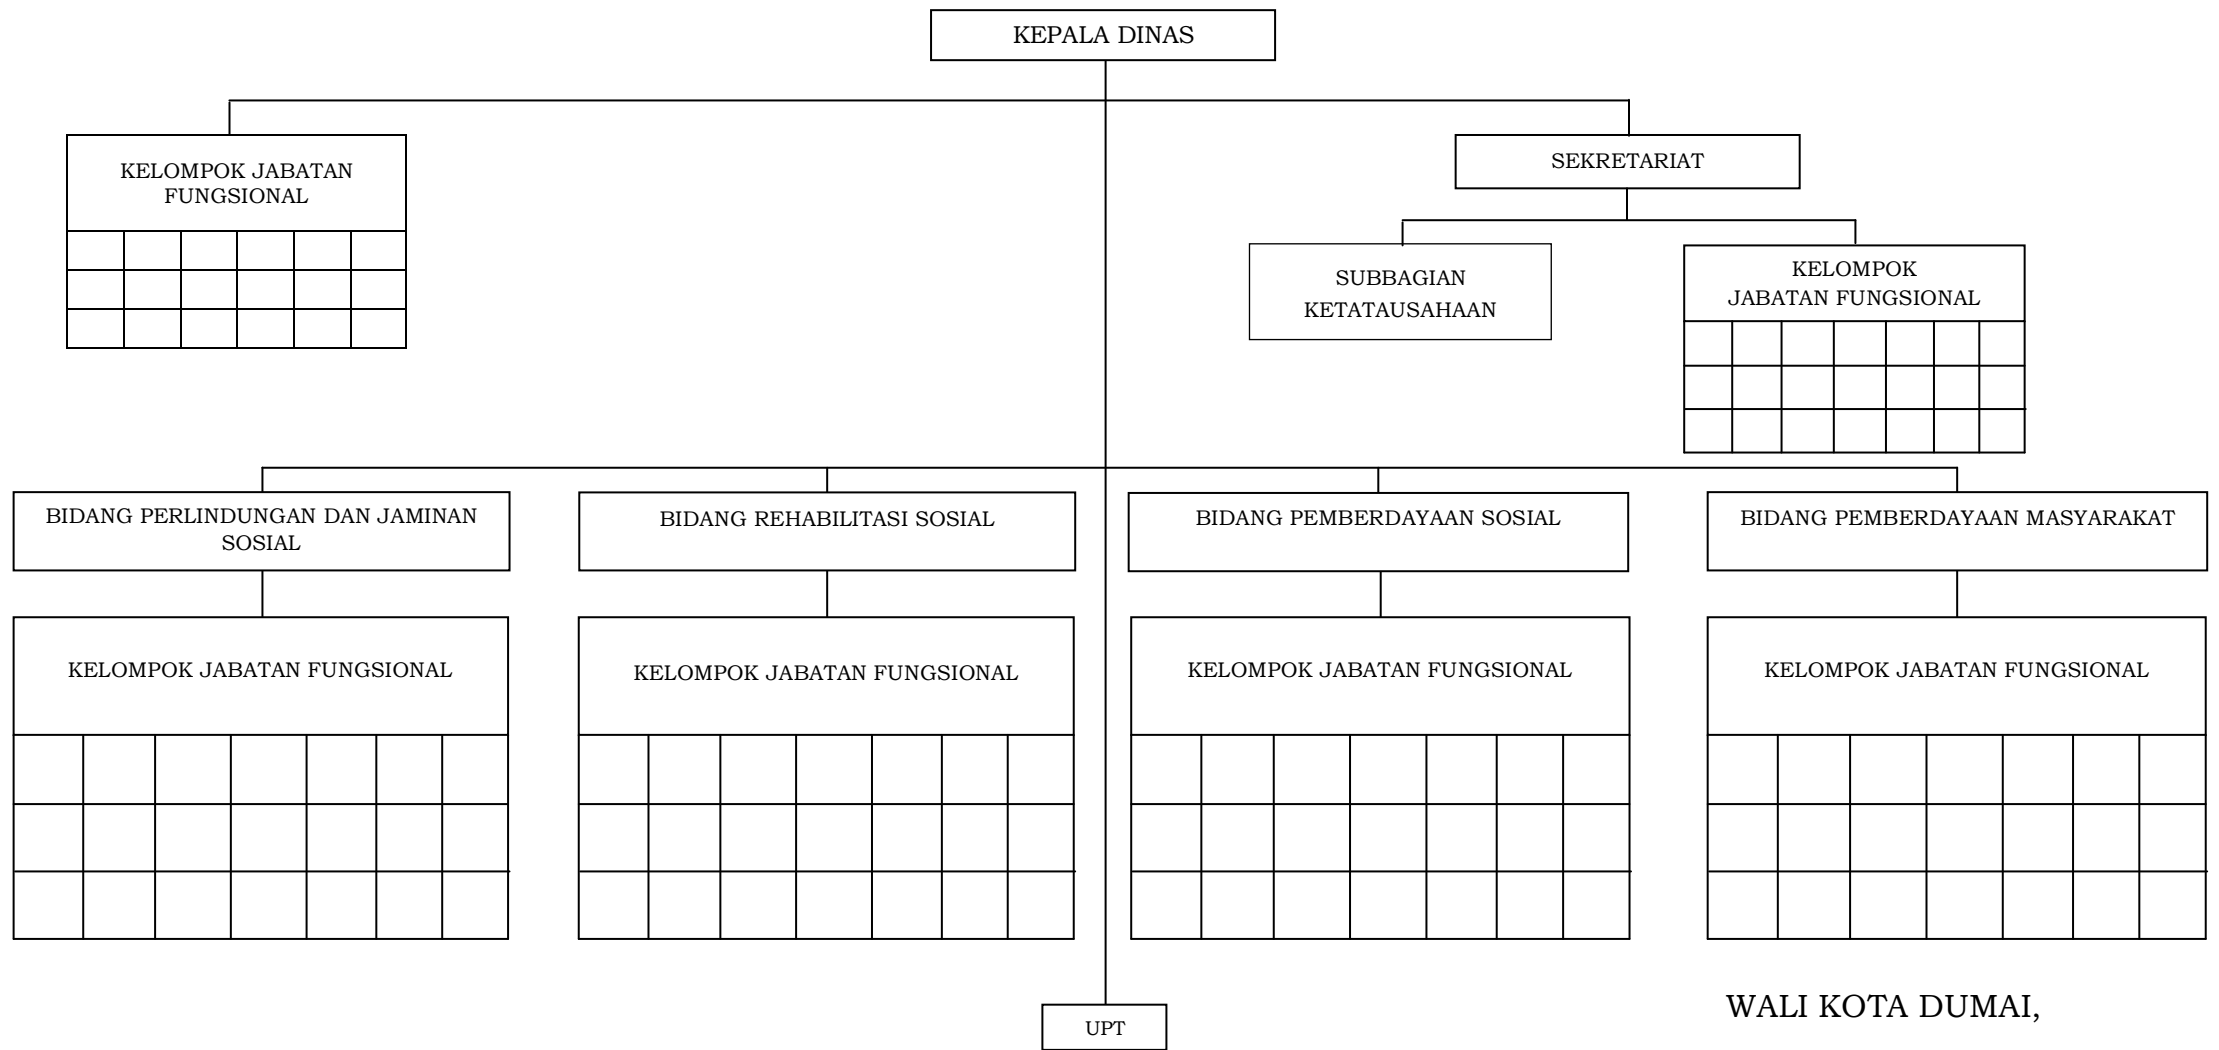 KEPALA DINAS
KELOMPOK JABATAN
FUNGSIONAL
SEKRETARIAT
SUBBAGIAN
KETATAUSAHAAN
KELOMPOK
JABATAN FUNGSIONAL
BIDANG PERLINDUNGAN DAN JAMINAN
SOSIAL
BIDANG REHABILITASI SOSIAL
BIDANG PEMBERDAYAAN SOSIAL
BIDANG PEMBERDAYAAN MASYARAKAT
KELOMPOK JABATAN FUNGSIONAL
KELOMPOK JABATAN FUNGSIONAL
KELOMPOK JABATAN FUNGSIONAL
KELOMPOK JABATAN FUNGSIONAL
WALI KOTA DUMAI,
UPT